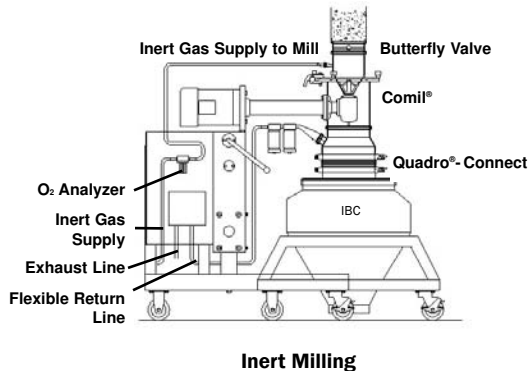 Inert Gas Supply to Mill
Butterfly Valve
Comil®
Quadro®-Connect
IBC
O₂ Analyzer
Inert Gas
Supply
Exhaust Line
Flexible Return
Line
Inert Milling